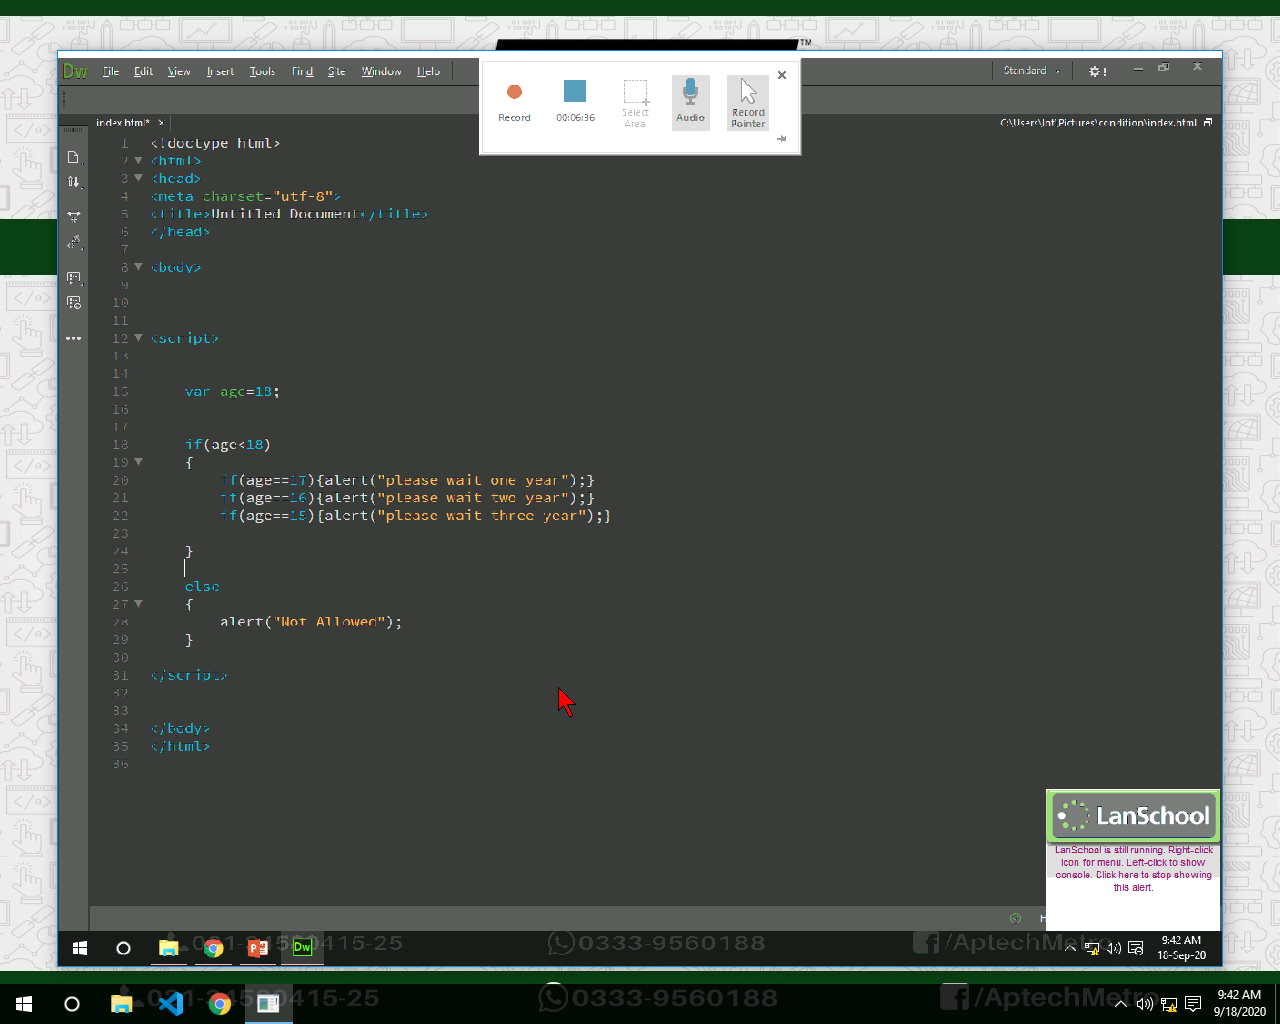 TM
Dw File Edit View Insert Tools Find Site Window Help
Standard
Record
00:06:36
Select Area
Audio
Record Pointer
index.html* ×
C:\Users\Int\Pictures\condition\index.html
1 <!doctype html>
2 <html>
3 <head>
4 <meta charset="utf-8">
5 <title>Untitled Document</title>
6 </head>
7
8 <body>
9
10
11
12 <script>
13
14
15 var age=18;
16
17
18 if(age<18)
19 {
20 if(age==17){alert("please wait one year");}
21 if(age==16){alert("please wait two year");}
22 if(age==15){alert("please wait three year");}
23
24 }
25
26 else
27 {
28 alert("Not Allowed");
29 }
30
31 </script>
32
33
34 </body>
35 </html>
36
LanSchool
LanSchool is still running. Right-click
icon for menu. Left-click to show
console. Click here to stop showing
this alert.
Dw
0333-9560188
/AptechMetro
9:42 AM
18-Sep-20
0333-9560188
/AptechMetro
9:42 AM
9/18/2020